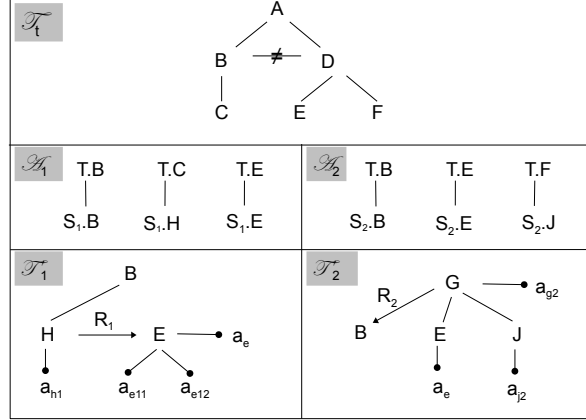 𝒯t
A
B ≠ D
C E F
𝒜1 T.B T.C T.E
S1.B S1.H S1.E
𝒜2 T.B T.E T.F
S2.B S2.E S2.J
𝒯1
B
H R1 E ae
ah1 ae11 ae12
𝒯2
G ag2
R2
B E J
ae aj2